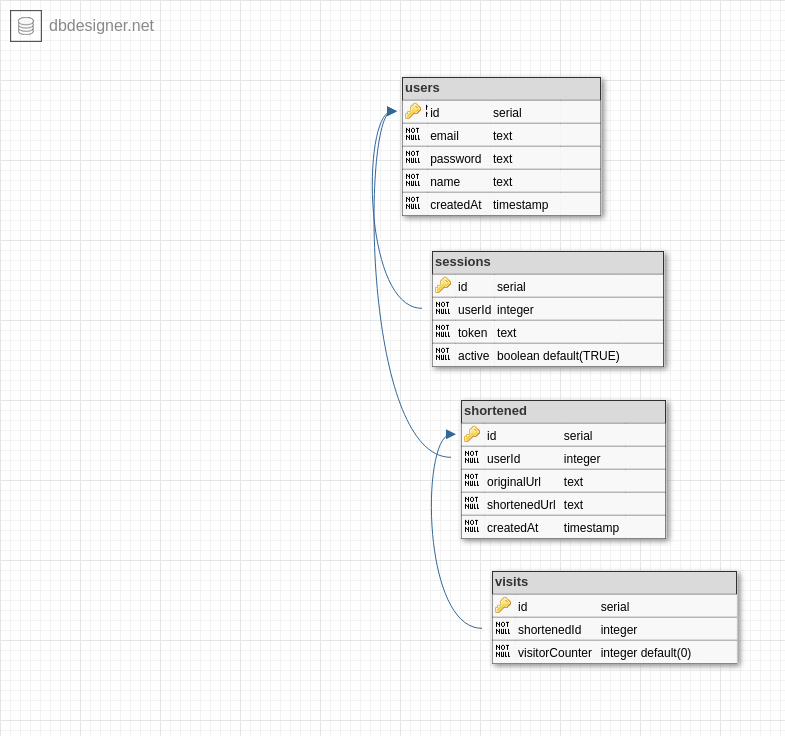 dbdesigner.net
users
id serial
NOT NULL email text
NOT NULL password text
NOT NULL name text
NOT NULL createdAt timestamp
sessions
id serial
NOT NULL userId integer
NOT NULL token text
NOT NULL active boolean default(TRUE)
shortened
id serial
NOT NULL userId integer
NOT NULL originalUrl text
NOT NULL shortenedUrl text
NOT NULL createdAt timestamp
visits
id serial
NOT NULL shortenedId integer
NOT NULL visitorCounter integer default(0)